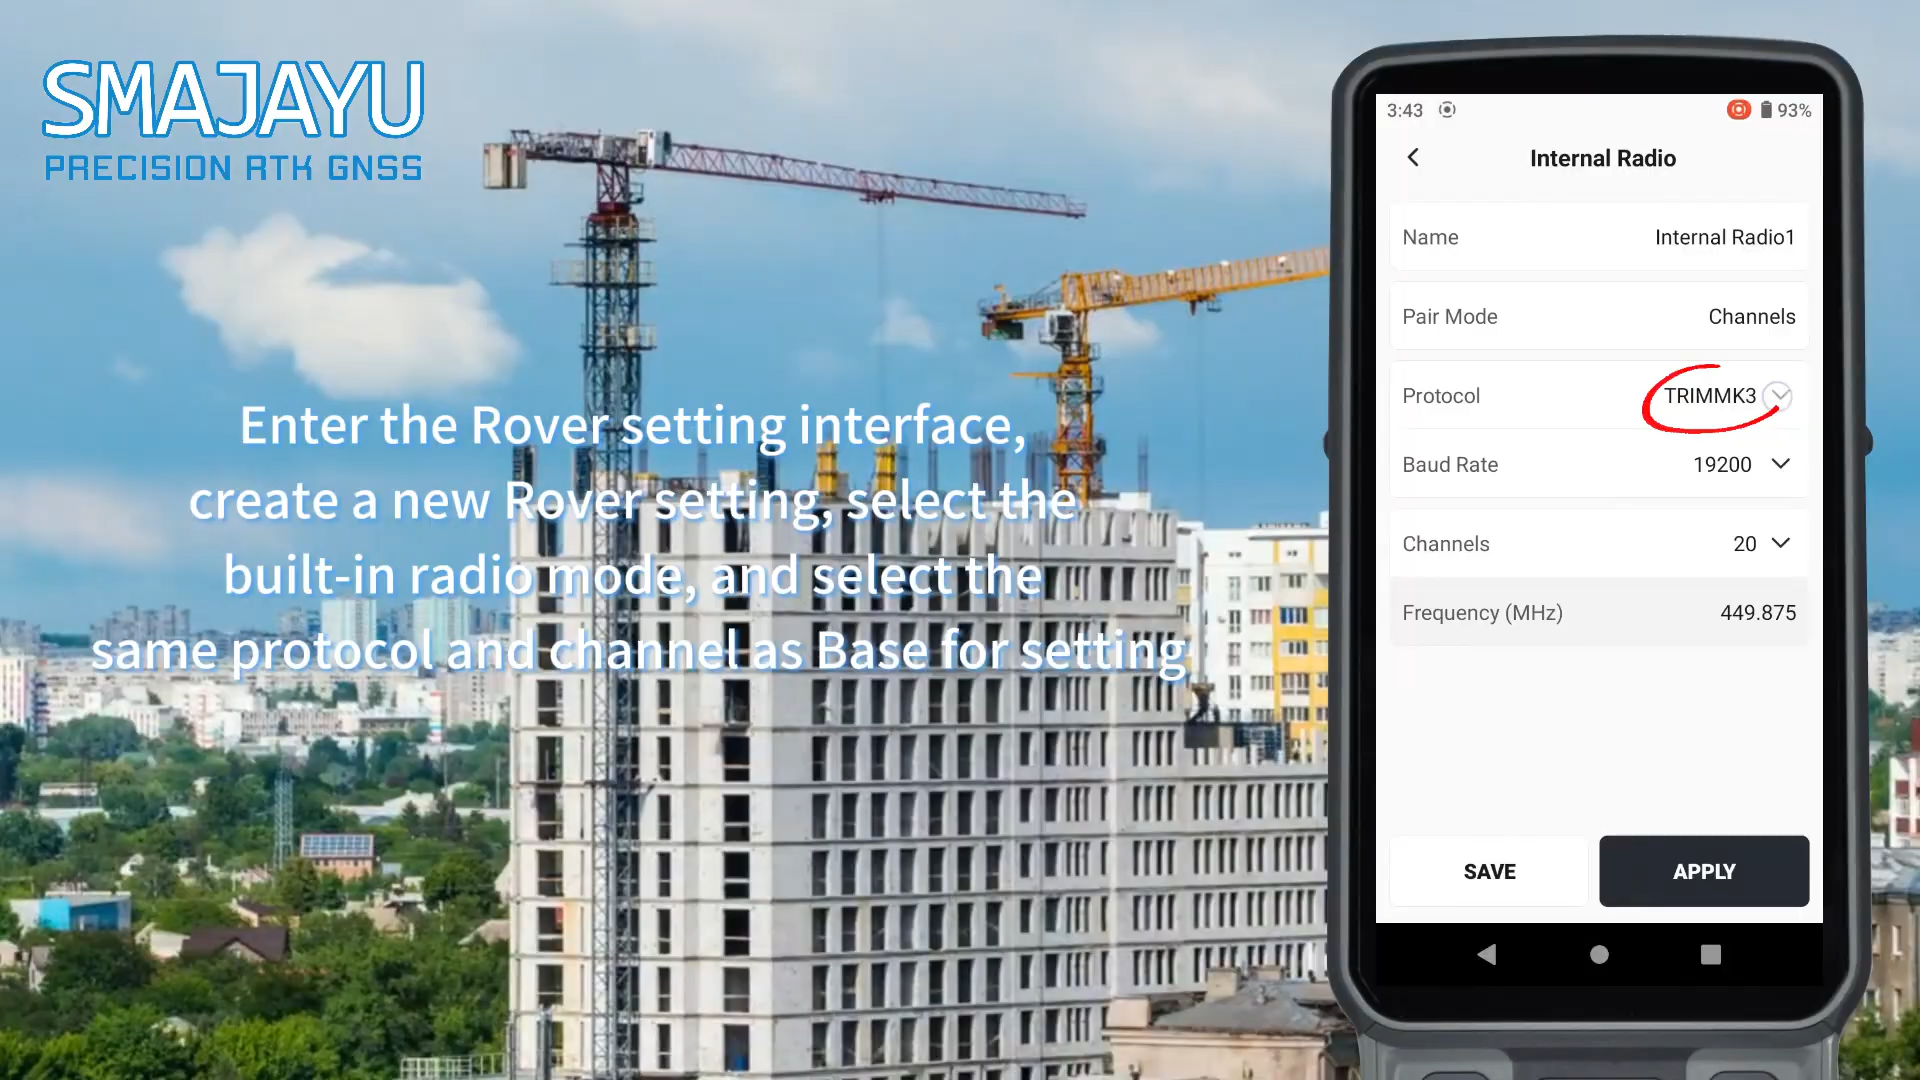 SMAJAYU
PRECISION RTK GNSS
Enter the Rover setting interface,
create a new Rover setting, select the
built-in radio mode, and select the
same protocol and channel as Base for setting
3:43
93%
Internal Radio
Name Internal Radio1
Pair Mode Channels
Protocol TRIMMK3
Baud Rate 19200
Channels 20
Frequency (MHz) 449.875
SAVE APPLY